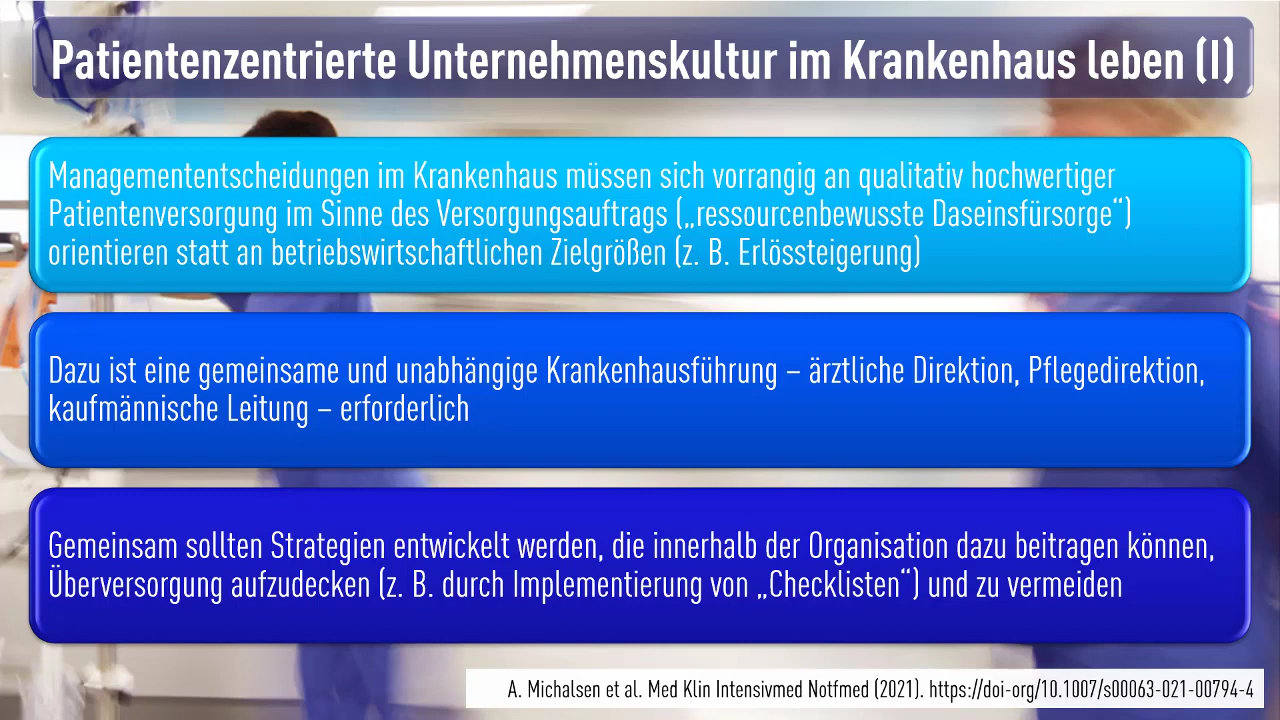 Patientenzentrierte Unternehmenskultur im Krankenhaus leben (I)
Managemententscheidungen im Krankenhaus müssen sich vorrangig an qualitativ hochwertiger
Patientenversorgung im Sinne des Versorgungsauftrags („ressourcenbewusste Daseinsfürsorge“)
orientieren statt an betriebswirtschaftlichen Zielgrößen (z. B. Erlössteigerung)
Dazu ist eine gemeinsame und unabhängige Krankenhausführung – ärztliche Direktion, Pflegedirektion,
kaufmännische Leitung – erforderlich
Gemeinsam sollten Strategien entwickelt werden, die innerhalb der Organisation dazu beitragen können,
Überversorgung aufzudecken (z. B. durch Implementierung von „Checklisten“) und zu vermeiden
A. Michalsen et al. Med Klin Intensivmed Notfmed (2021). https://doi-org/10.1007/s00063-021-00794-4